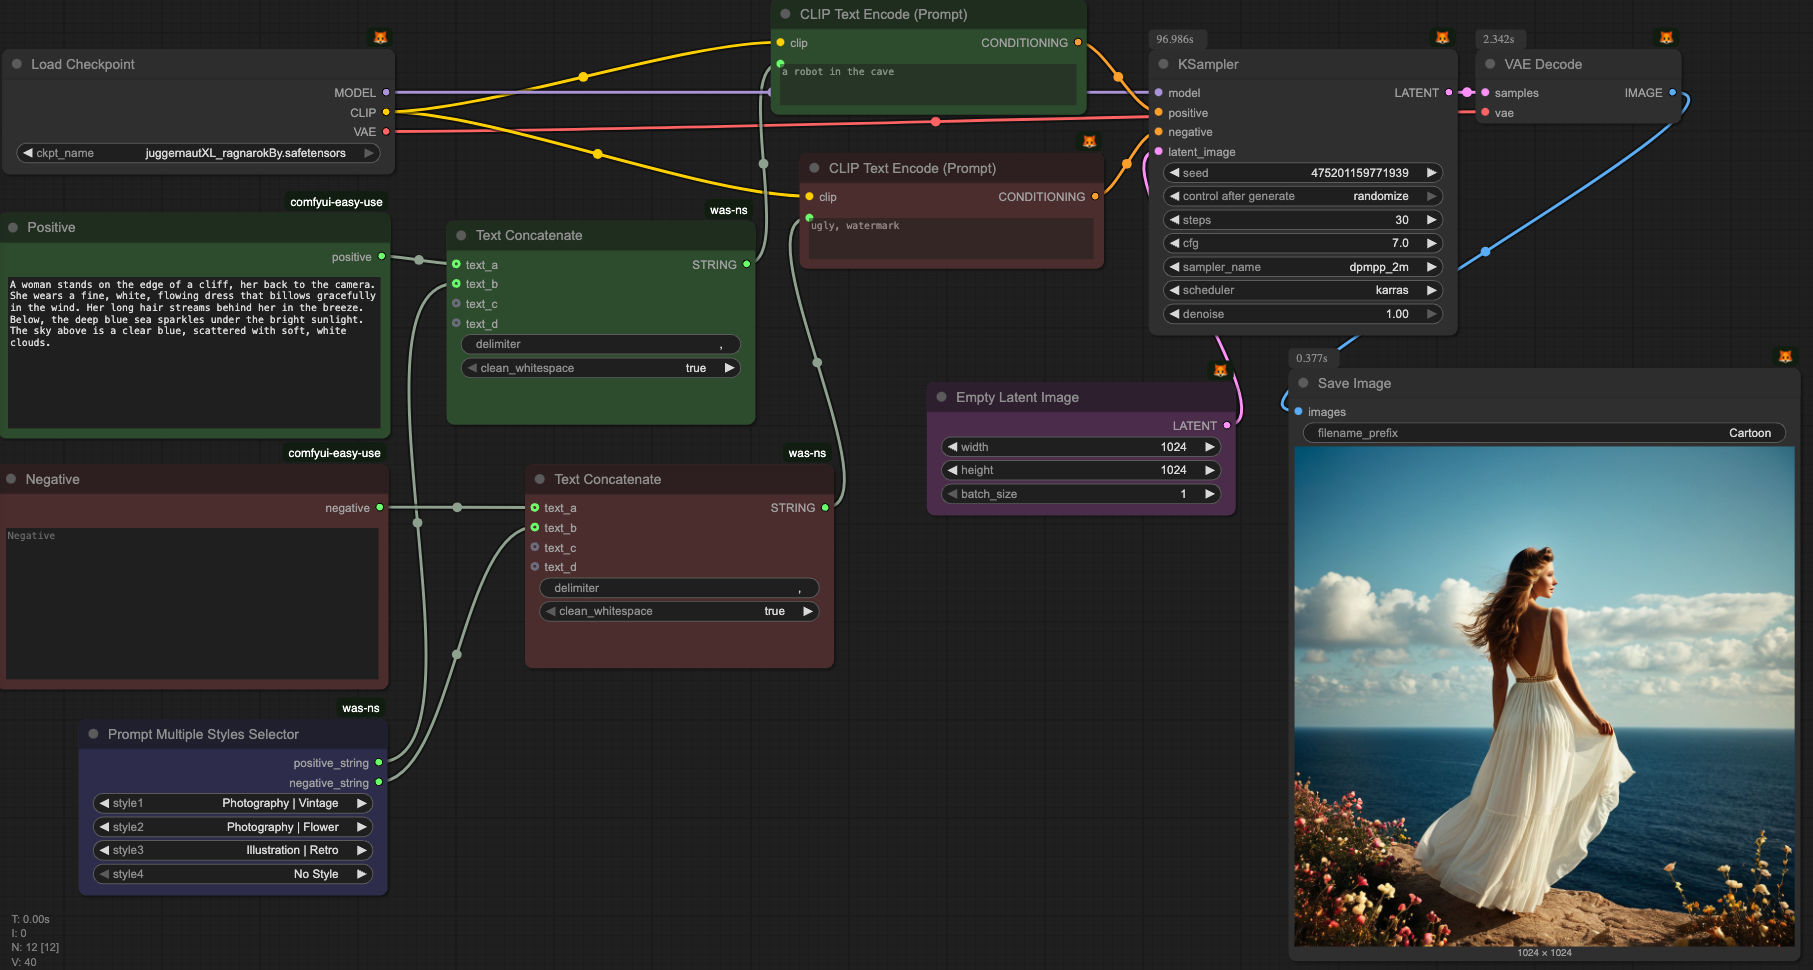 Load Checkpoint
MODEL
CLIP
VAE
ckpt_name juggernautXL_ragnarokBy.safetensors
comfyui-easy-use
Positive
positive
A woman stands on the edge of a cliff, her back to the camera.
She wears a fine, white, flowing dress that billows gracefully
in the wind. Her long hair streams behind her in the breeze.
Below, the deep blue sea sparkles under the bright sunlight.
The sky above is a clear blue, scattered with soft, white
clouds.
comfyui-easy-use
Negative
negative
Negative
was-ns
Prompt Multiple Styles Selector
positive_string
negative_string
style1 Photography | Vintage
style2 Photography | Flower
style3 Illustration | Retro
style4 No Style
was-ns
Text Concatenate
text_a STRING
text_b
text_c
text_d
delimiter ,
clean_whitespace true
was-ns
Text Concatenate
text_a STRING
text_b
text_c
text_d
delimiter ,
clean_whitespace true
CLIP Text Encode (Prompt)
clip CONDITIONING
a robot in the cave
CLIP Text Encode (Prompt)
clip CONDITIONING
ugly, watermark
Empty Latent Image
LATENT
width 1024
height 1024
batch_size 1
96.986s
KSampler
model LATENT
positive
negative
latent_image
seed 475201159771939
control after generate randomize
steps 30
cfg 7.0
sampler_name dpmpp_2m
scheduler karras
denoise 1.00
2.342s
VAE Decode
samples IMAGE
vae
0.377s
Save Image
images
filename_prefix Cartoon
1024 x 1024
T: 0.00s
I: 0
N: 12 [12]
V: 40